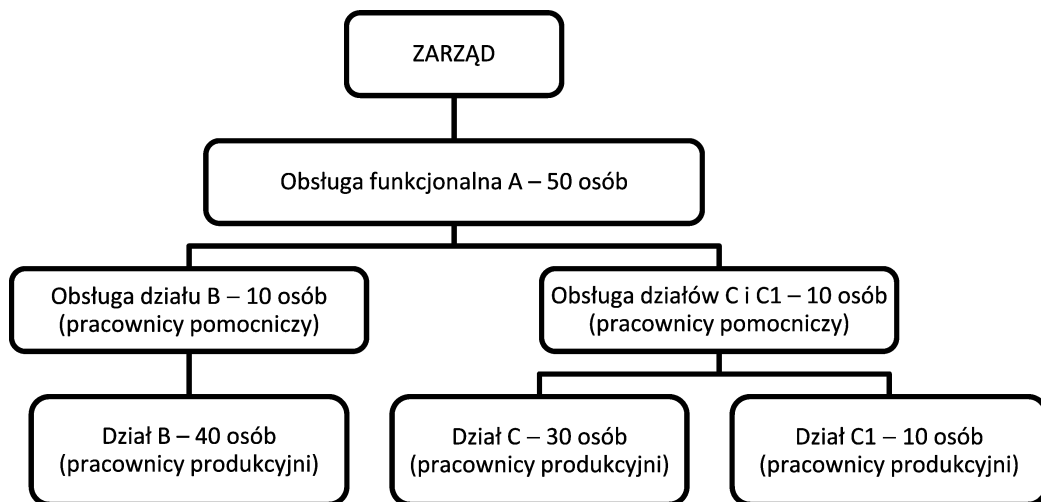 ZARZĄD
Obsługa funkcjonalna A – 50 osób
Obsługa działu B – 10 osób
(pracownicy pomocniczy)
Obsługa działów C i C1 – 10 osób
(pracownicy pomocniczy)
Dział B – 40 osób
(pracownicy produkcyjni)
Dział C – 30 osób
(pracownicy produkcyjni)
Dział C1 – 10 osób
(pracownicy produkcyjni)